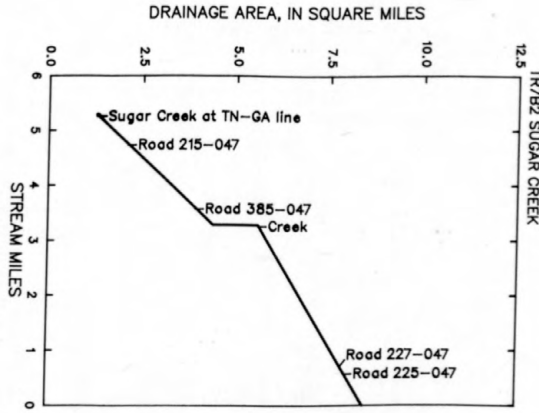 DRAINAGE AREA, IN SQUARE MILES
0.0 2.5 5.0 7.5 10.0 12.5
TR/B2 SUGAR CREEK
6
5
4
3
2
1
0
STREAM MILES
Sugar Creek at TN-GA line
Road 215-047
Road 385-047
Creek
Road 227-047
Road 225-047